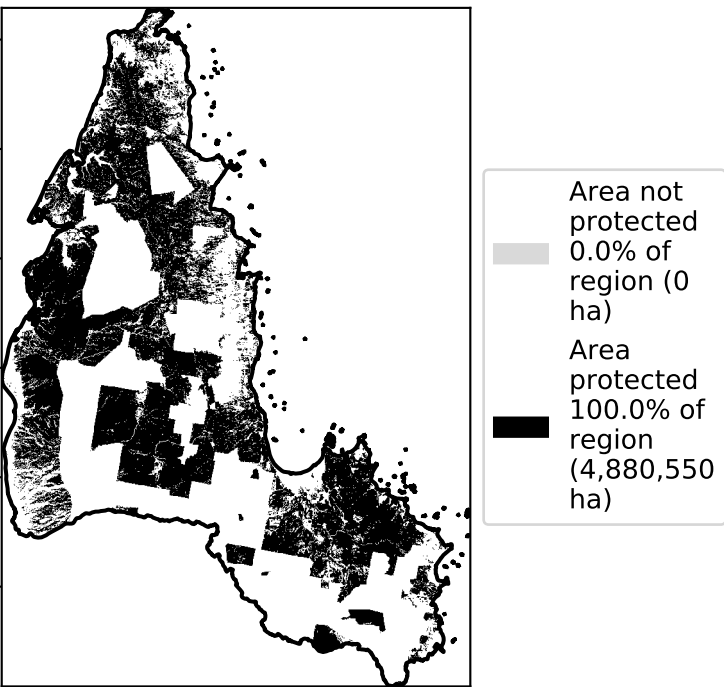 Area not
protected
0.0% of
region (0
ha)
Area
protected
100.0% of
region
(4,880,550
ha)